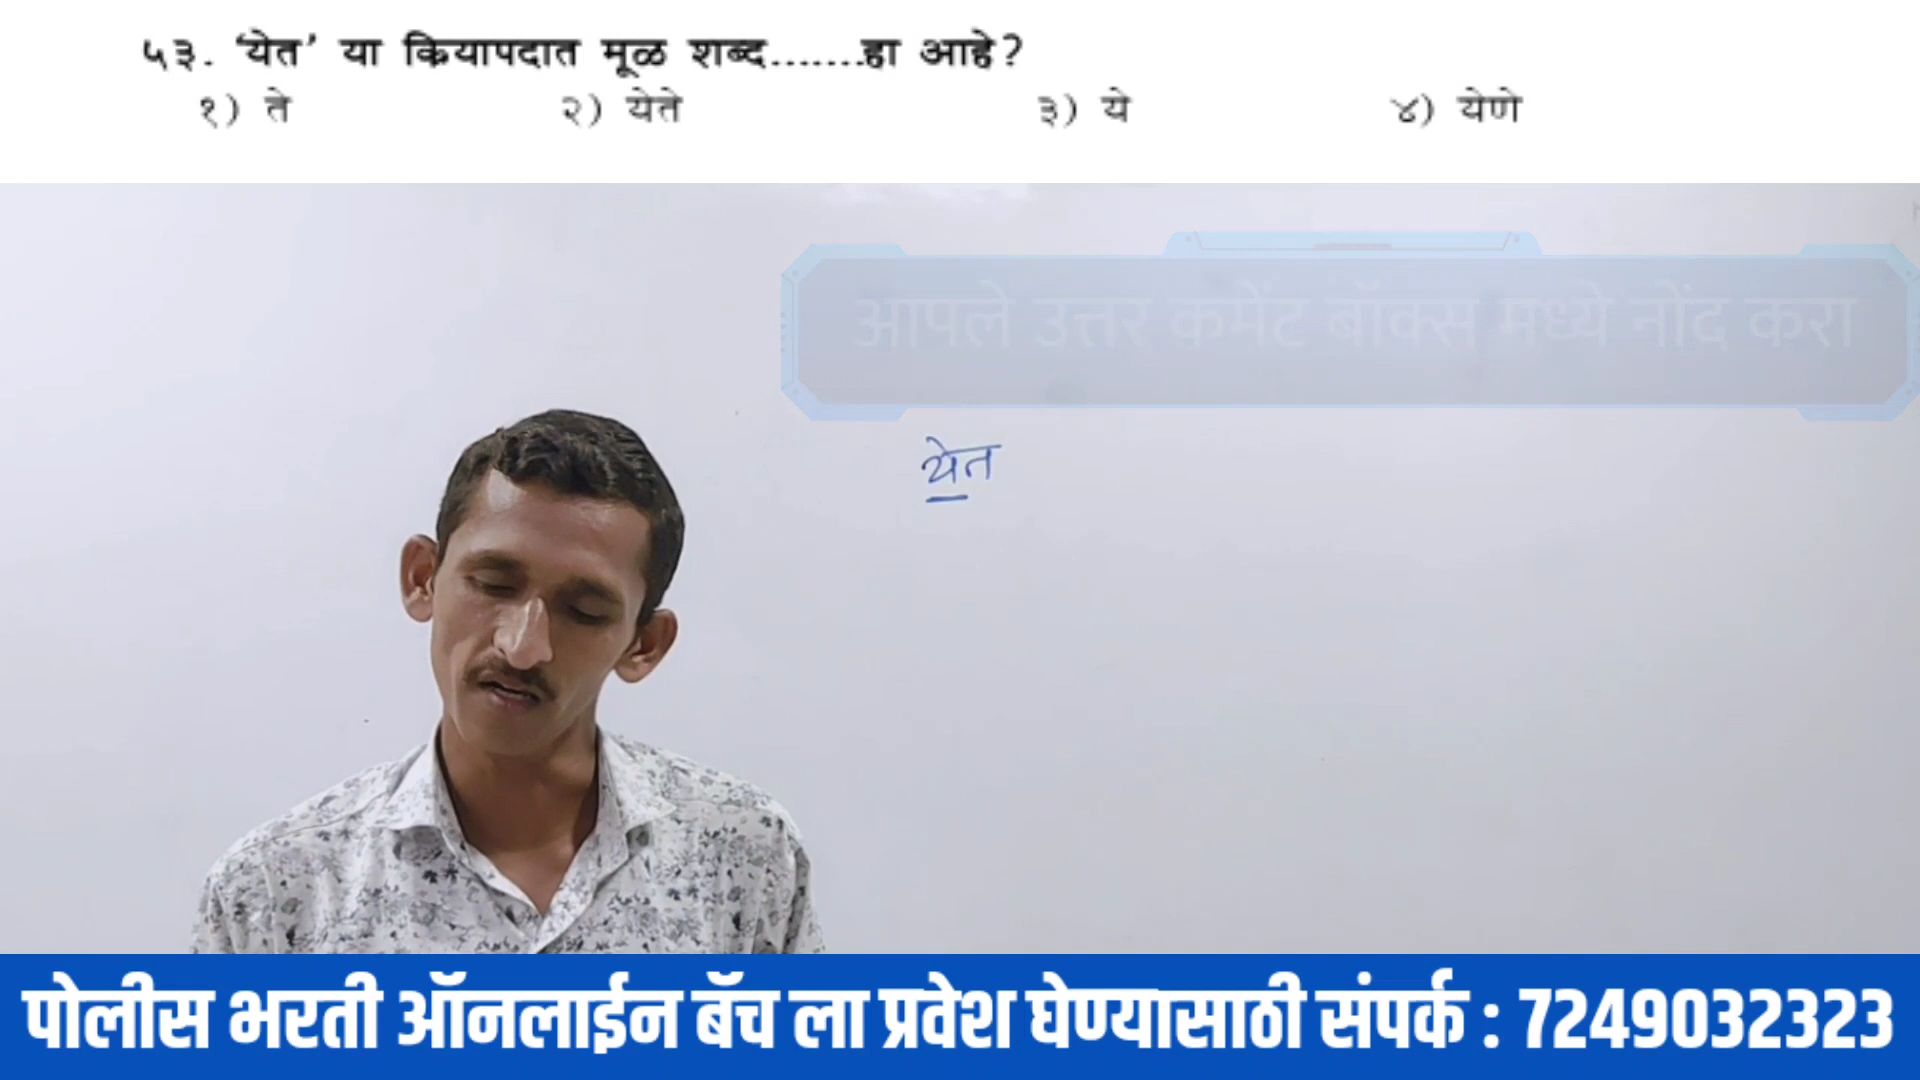 ५३. ‘येत’ या क्रियापदात मूळ शब्द.......हा आहे?
१) ते २) येते ३) ये ४) येणे
आपले उत्तर कमेंट बॉक्स मध्ये नोंद करा
येत
पोलीस भरती ऑनलाईन बॅच ला प्रवेश घेण्यासाठी संपर्क : 7249032323